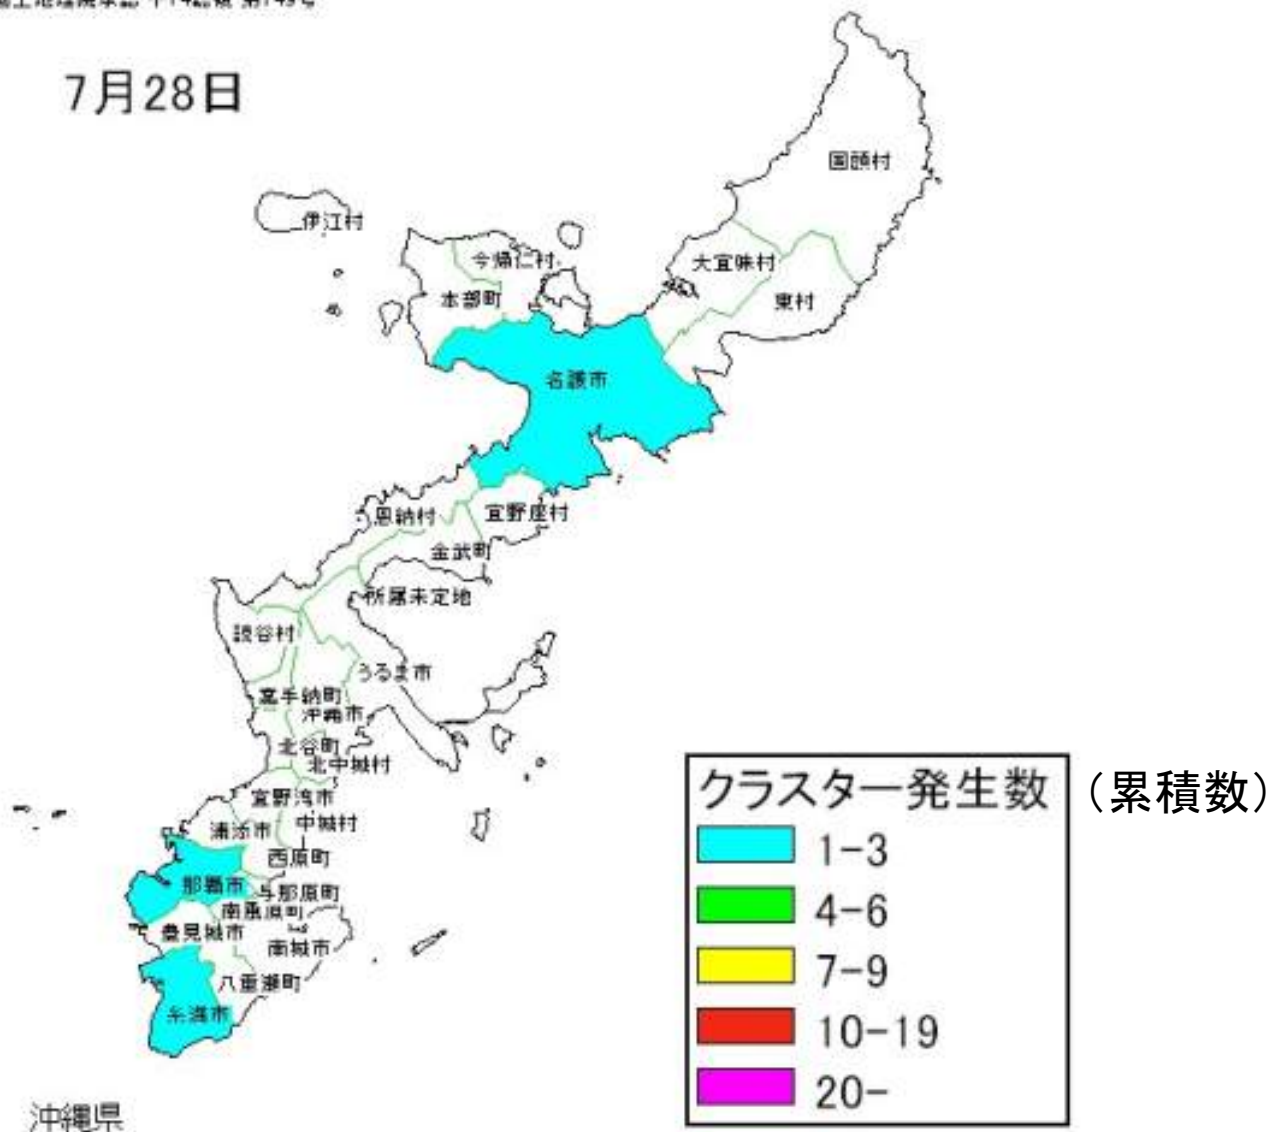 7月28日
国頭村
伊江村
今帰仁村
大宜味村
本部町
東村
名護市
恩納村
宜野座村
金武町
所属未定地
読谷村
うるま市
嘉手納町
沖縄市
北谷町
北中城村
宜野湾市
中城村
浦添市
西原町
那覇市
与那原町
南風原町
豊見城市
南城市
八重瀬町
糸満市
クラスター発生数
(累積数)
1-3
4-6
7-9
10-19
20-
沖縄県